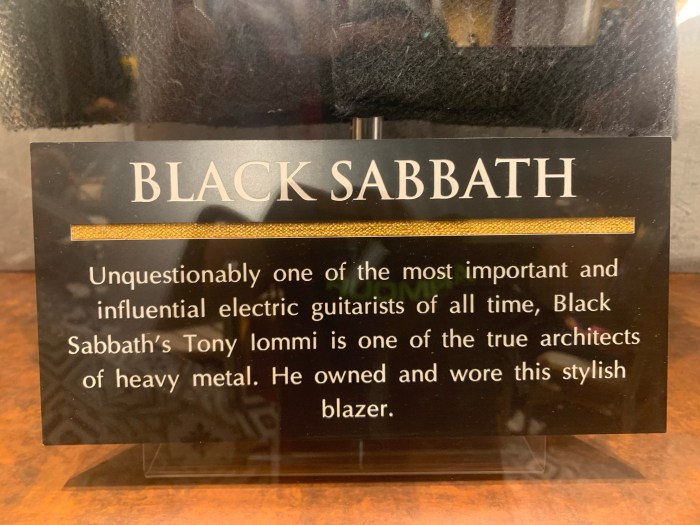 BLACK SABBATH
Unquestionably one of the most important and
influential electric guitarists of all time, Black
Sabbath's Tony Iommi is one of the true architects
of heavy metal. He owned and wore this stylish
blazer.